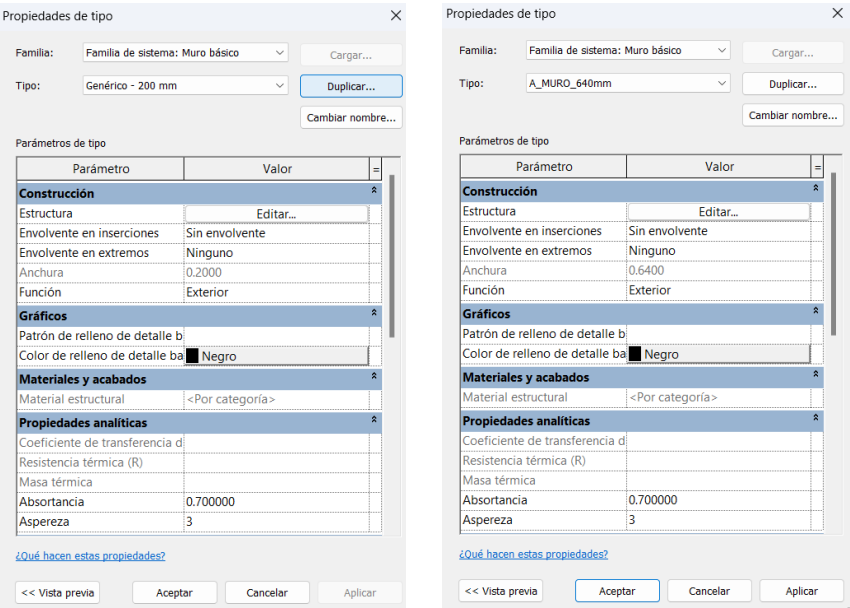 Propiedades de tipo
Familia: Familia de sistema: Muro básico Cargar...
Tipo: Genérico - 200 mm Duplicar...
Cambiar nombre...
Parámetros de tipo
Parámetro Valor =
Construcción
Estructura Editar...
Envolvente en inserciones Sin envolvente
Envolvente en extremos Ninguno
Anchura 0.2000
Función Exterior
Gráficos
Patrón de relleno de detalle b
Color de relleno de detalle ba Negro
Materiales y acabados
Material estructural <Por categoría>
Propiedades analíticas
Coeficiente de transferencia d
Resistencia térmica (R)
Masa térmica
Absortancia 0.700000
Aspereza 3
¿Qué hacen estas propiedades?
<< Vista previa Aceptar Cancelar Aplicar
Propiedades de tipo
Familia: Familia de sistema: Muro básico Cargar...
Tipo: A_MURO_640mm Duplicar...
Cambiar nombre...
Parámetros de tipo
Parámetro Valor =
Construcción
Estructura Editar...
Envolvente en inserciones Sin envolvente
Envolvente en extremos Ninguno
Anchura 0.6400
Función Exterior
Gráficos
Patrón de relleno de detalle b
Color de relleno de detalle ba Negro
Materiales y acabados
Material estructural <Por categoría>
Propiedades analíticas
Coeficiente de transferencia d
Resistencia térmica (R)
Masa térmica
Absortancia 0.700000
Aspereza 3
¿Qué hacen estas propiedades?
<< Vista previa Aceptar Cancelar Aplicar